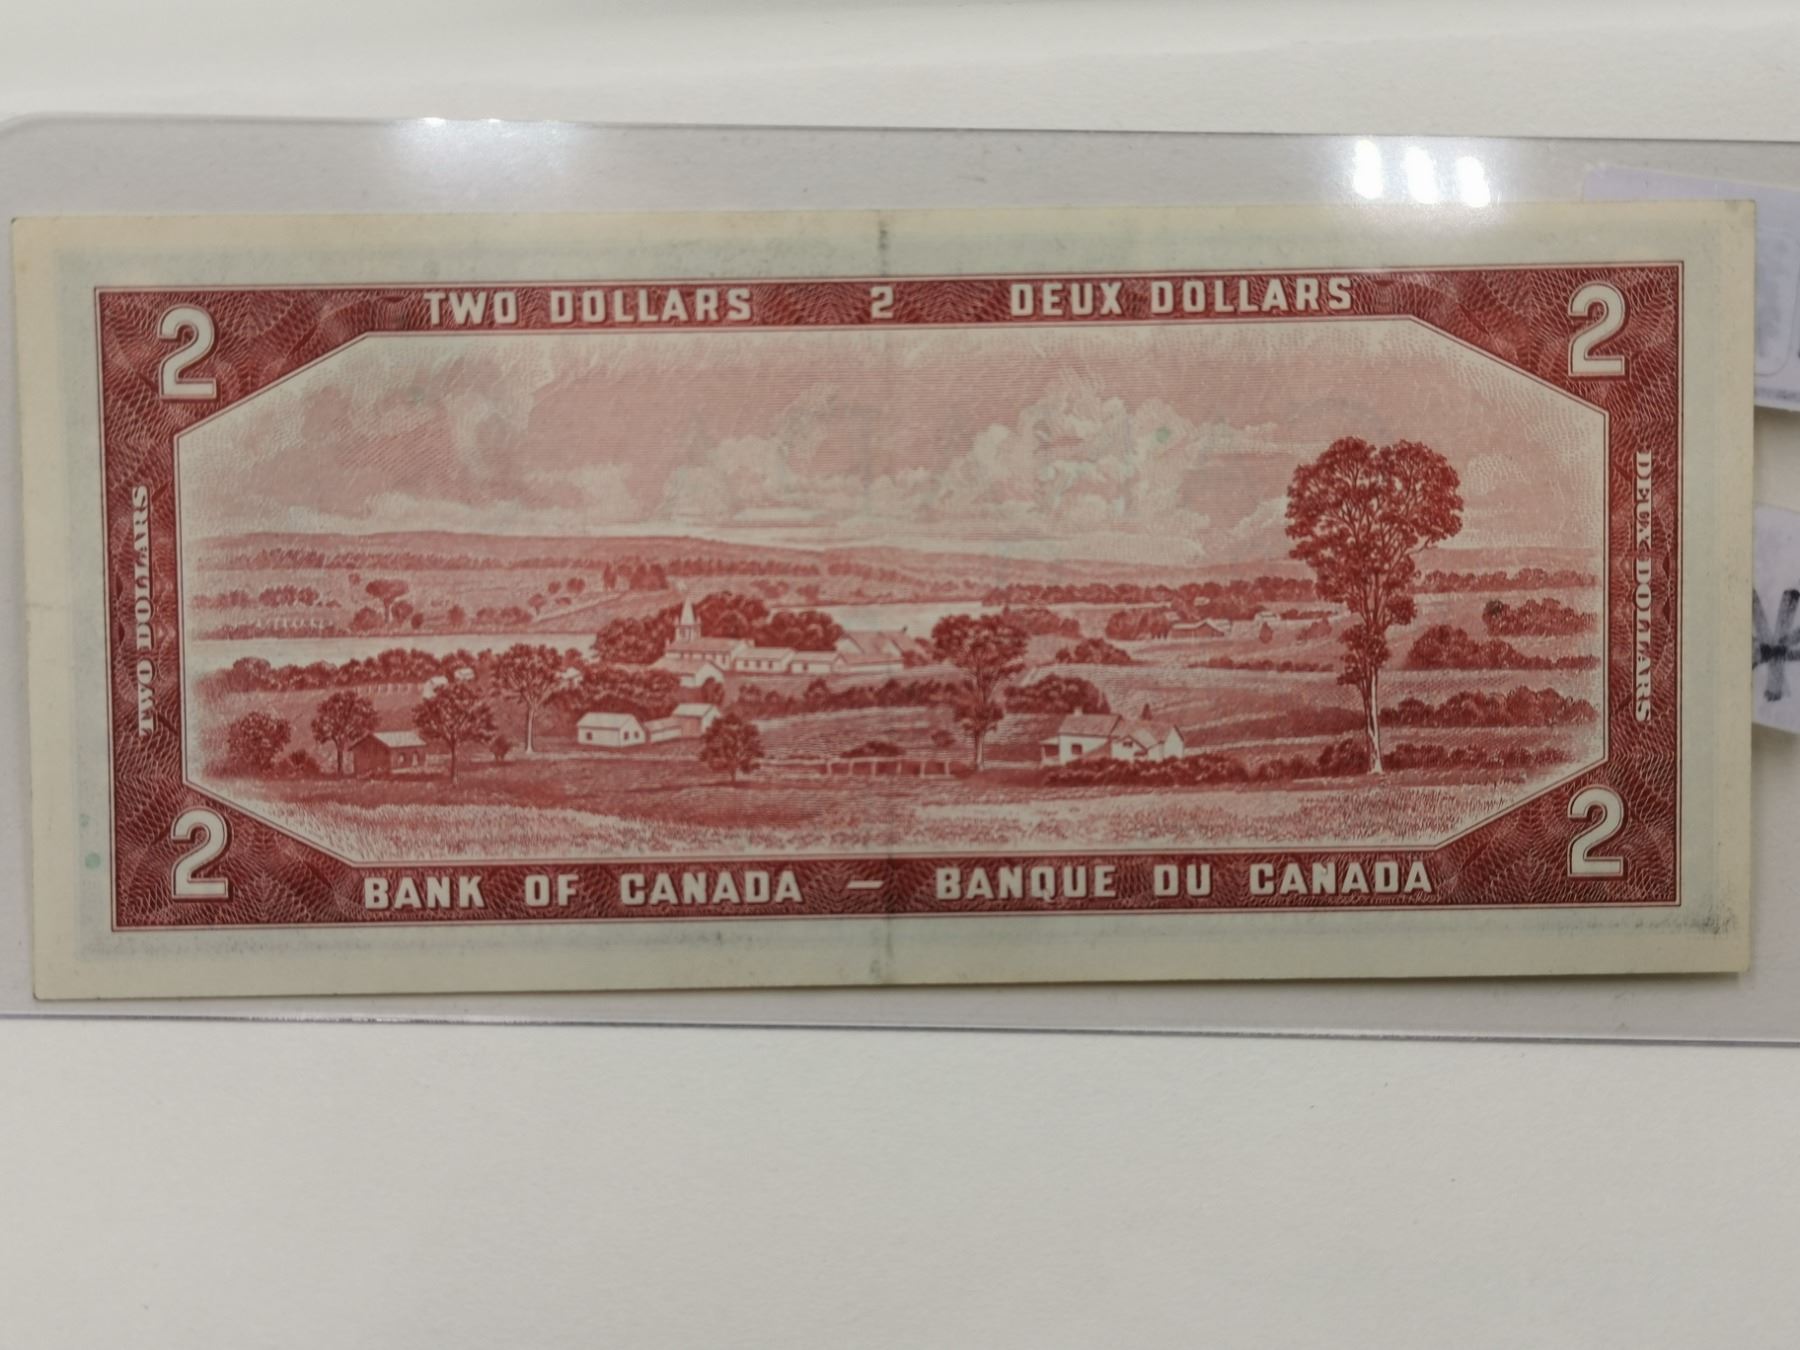 TWO DOLLARS 2 DEUX DOLLARS
2 2
TWO DOLLARS
DEUX DOLLARS
2 2
BANK OF CANADA — BANQUE DU CANADA